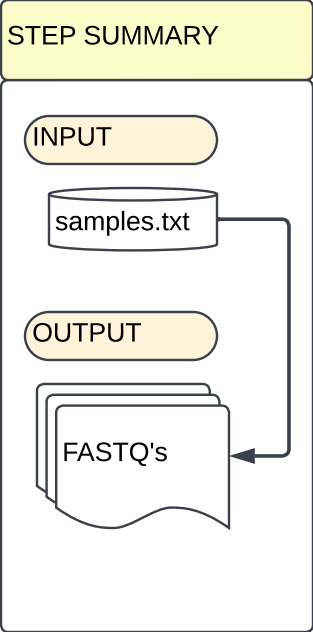 STEP SUMMARY
INPUT
samples.txt
OUTPUT
FASTQ's